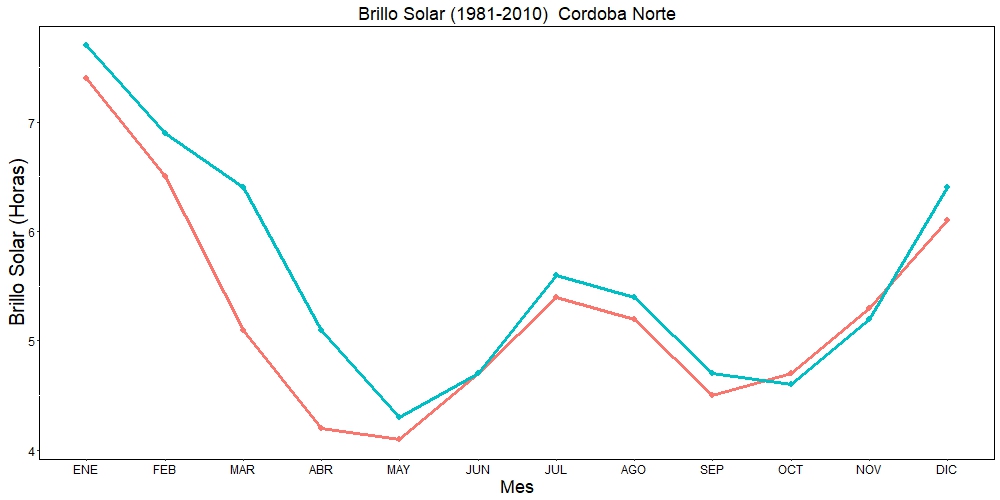 Brillo Solar (1981-2010)  Cordoba Norte
Brillo Solar (Horas)
7
6
5
4
ENE FEB MAR ABR MAY JUN JUL AGO SEP OCT NOV DIC
Mes